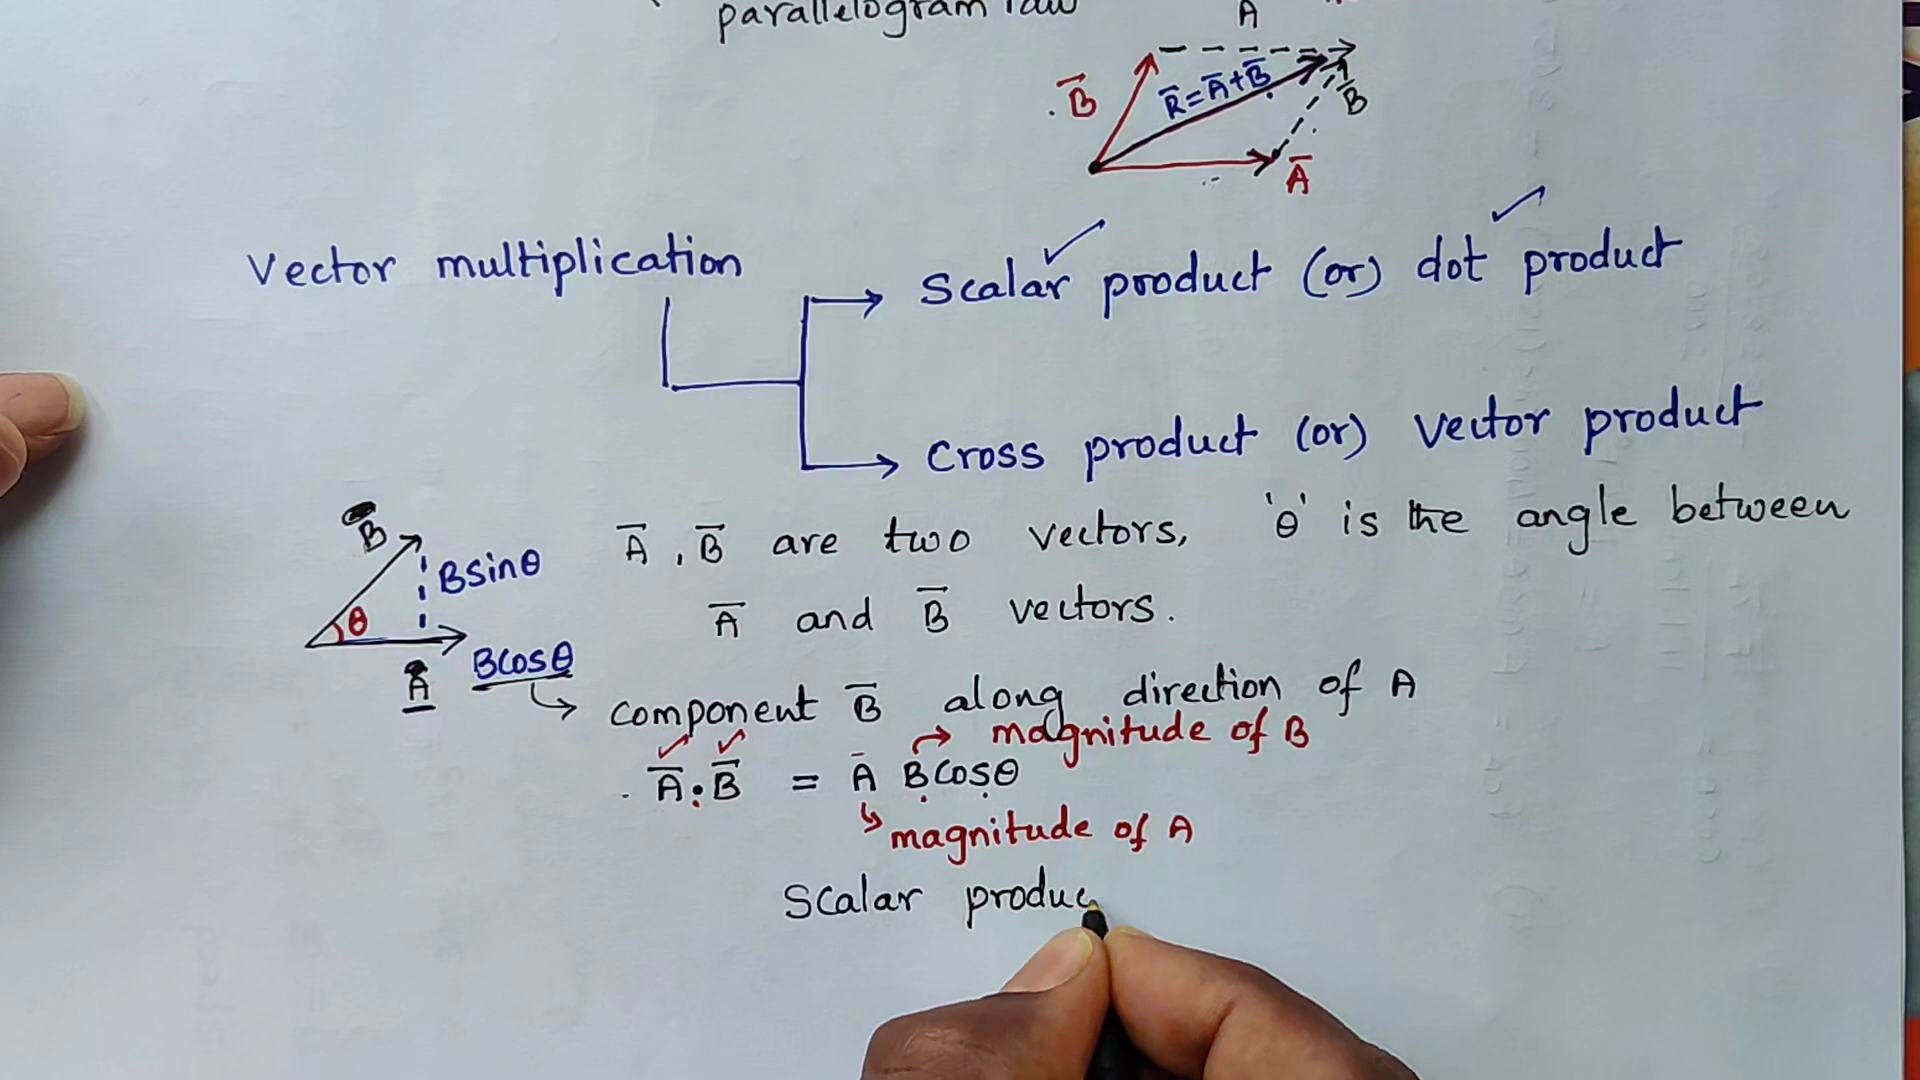 parallelogram law
A
B̅
R̅=A̅+B̅
B̅
A̅
Vector multiplication
Scalar product (or) dot product
Cross product (or) vector product
B
Bsinθ
θ
A
Bcosθ
A̅ , B̅ are two vectors, 'θ' is the angle between
A̅ and B̅ vectors.
component B̅ along direction of A
magnitude of B
A̅ . B̅ = A̅ Bcosθ
magnitude of A
Scalar produc